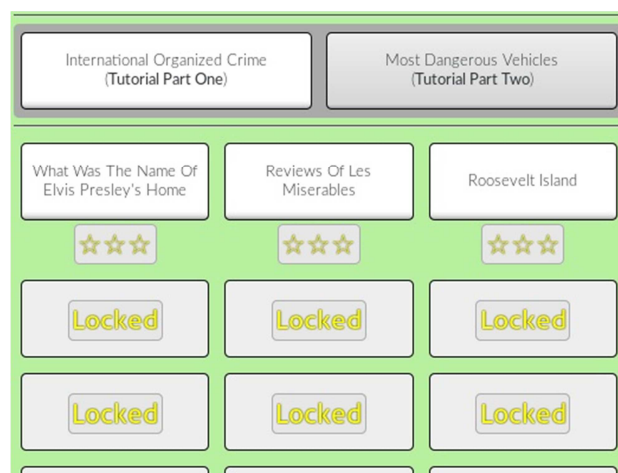 International Organized Crime
(Tutorial Part One)
Most Dangerous Vehicles
(Tutorial Part Two)
What Was The Name Of
Elvis Presley's Home
Reviews Of Les
Miserables
Roosevelt Island
Locked
Locked
Locked
Locked
Locked
Locked